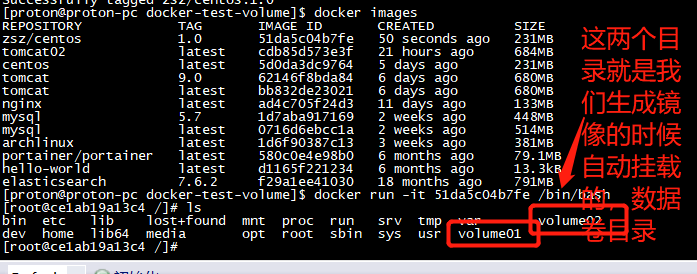 Successfully tagged zsz/centos:1.0
[proton@proton-pc docker-test-volume]$ docker images
REPOSITORY TAG IMAGE ID CREATED SIZE
zsz/centos 1.0 51da5c04b7fe 50 seconds ago 231MB
tomcat02 latest cdb85d573e3f 21 hours ago 684MB
centos latest 5d0da3dc9764 5 days ago 231MB
tomcat 9.0 62146f8bda84 6 days ago 680MB
tomcat latest bb832de23021 6 days ago 680MB
nginx latest ad4c705f24d3 11 days ago 133MB
mysql 5.7 1d7aba917169 2 weeks ago 448MB
mysql latest 0716d6ebcc1a 2 weeks ago 514MB
archlinux latest 1d6f90387c13 3 weeks ago 381MB
portainer/portainer latest 580c0e4e98b0 6 months ago 79.1MB
hello-world latest d1165f221234 6 months ago 13.3kB
elasticsearch 7.6.2 f29a1ee41030 18 months ago 791MB
[proton@proton-pc docker-test-volume]$ docker run -it 51da5c04b7fe /bin/bash
[root@ce1ab19a13c4 /]# ls
bin etc lib lost+found mnt proc run srv tmp var volume02
dev home lib64 media opt root sbin sys usr volume01
[root@ce1ab19a13c4 /]#
这两个目
录就是我
们生成镜
像的时候
自动挂载
的，数据
卷目录